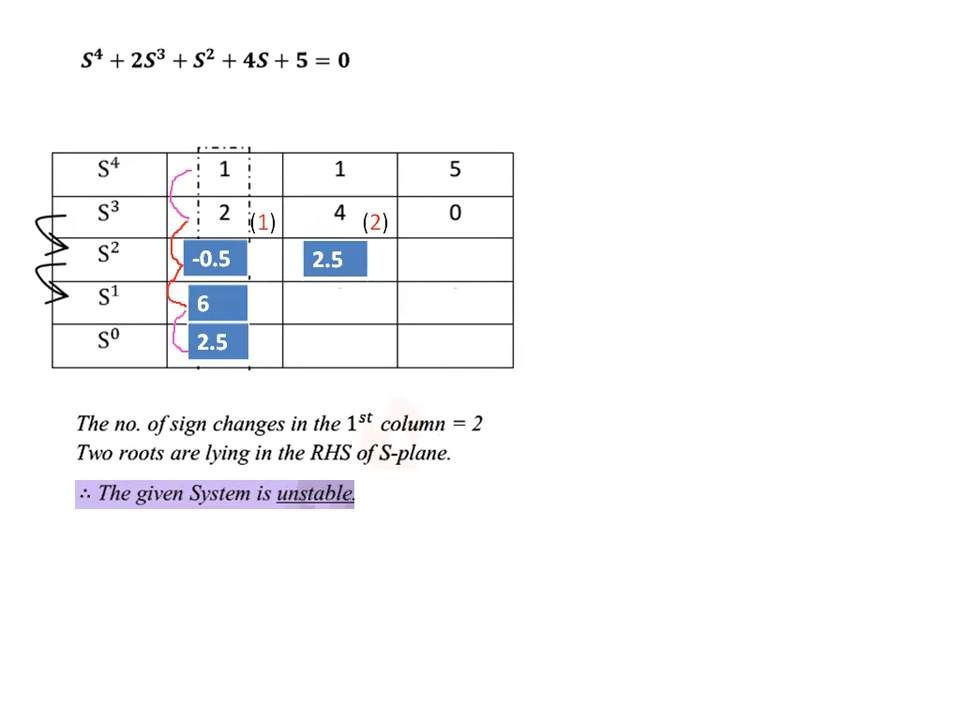 S⁴ + 2S³ + S² + 4S + 5 = 0
S⁴ 1 1 5
S³ 2 (1) 4 (2) 0
S² -0.5 2.5
S¹ 6
S⁰ 2.5
The no. of sign changes in the 1ˢᵗ column = 2
Two roots are lying in the RHS of S-plane.
∴ The given System is unstable.